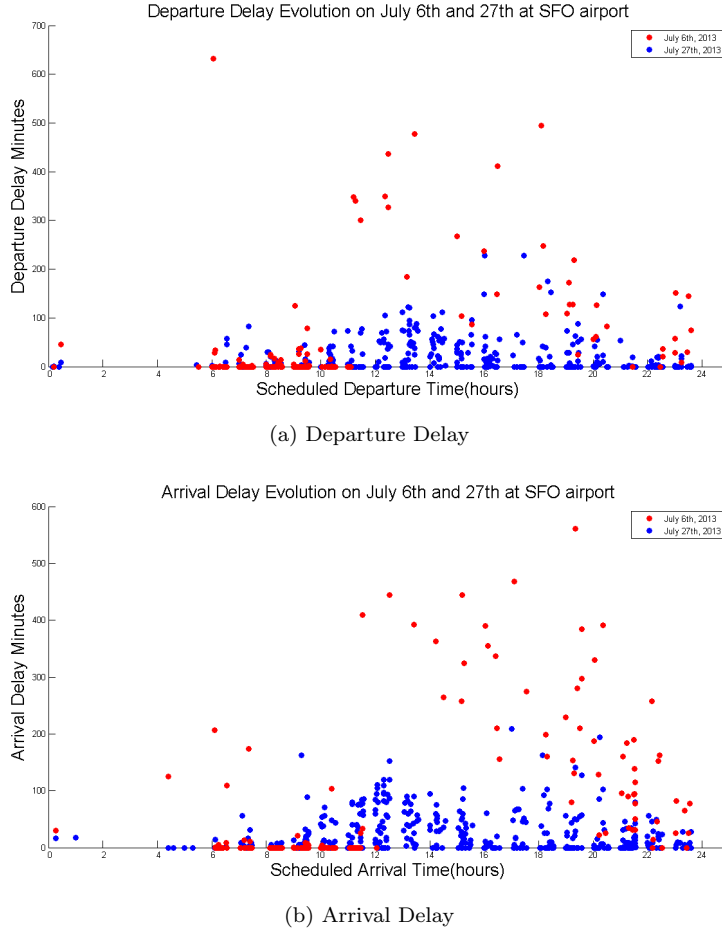 Departure Delay Evolution on July 6th and 27th at SFO airport
700
600
500
400
300
200
100
0
Departure Delay Minutes
July 6th, 2013
July 27th, 2013
0 2 4 6 8 10 12 14 16 18 20 22 24
Scheduled Departure Time(hours)
(a) Departure Delay
Arrival Delay Evolution on July 6th and 27th at SFO airport
600
500
400
300
200
100
0
Arrival Delay Minutes
July 6th, 2013
July 27th, 2013
0 2 4 6 8 10 12 14 16 18 20 22 24
Scheduled Arrival Time(hours)
(b) Arrival Delay